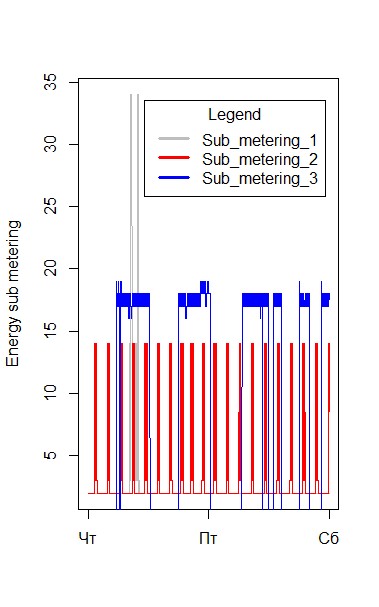 Legend
Sub_metering_1
Sub_metering_2
Sub_metering_3
Energy sub metering
35
30
25
20
15
10
5
Чт Пт Сб